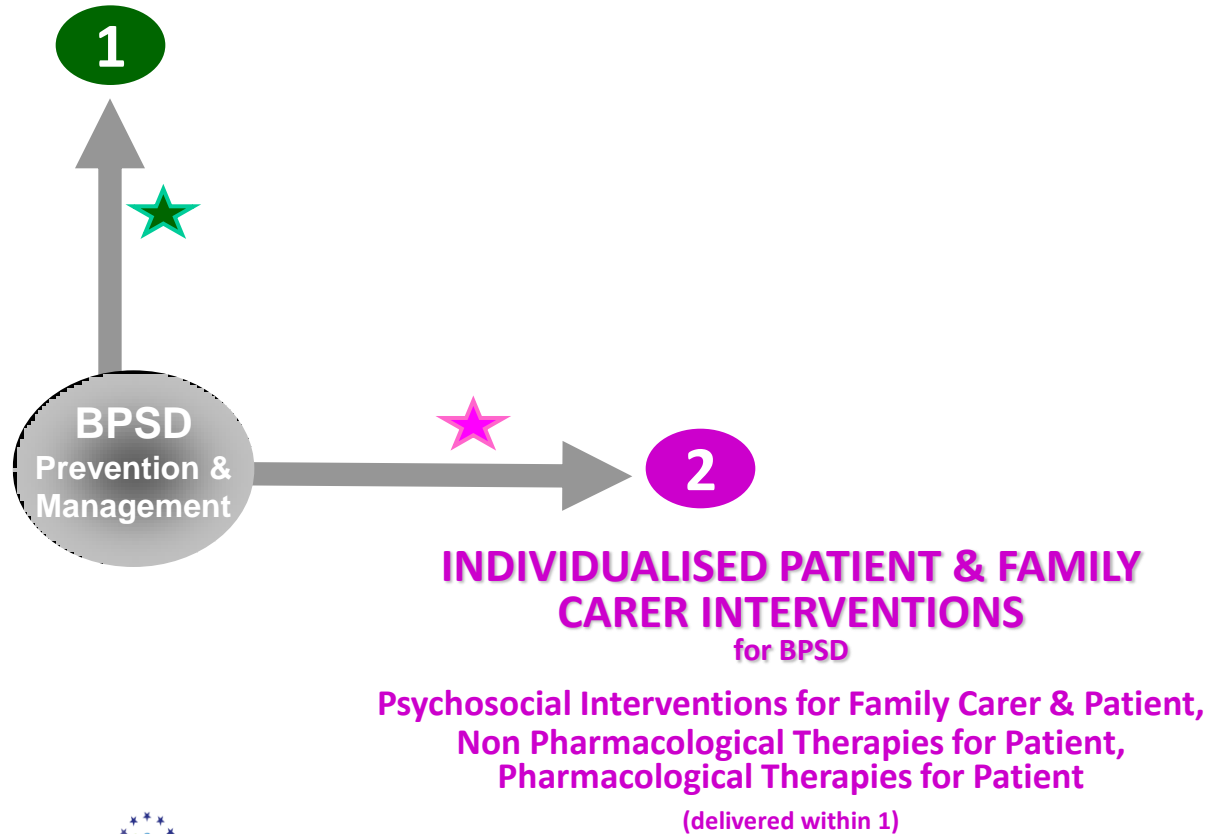 1
BPSD
Prevention &
Management
2
INDIVIDUALISED PATIENT & FAMILY
CARER INTERVENTIONS
for BPSD
Psychosocial Interventions for Family Carer & Patient,
Non Pharmacological Therapies for Patient,
Pharmacological Therapies for Patient
(delivered within 1)